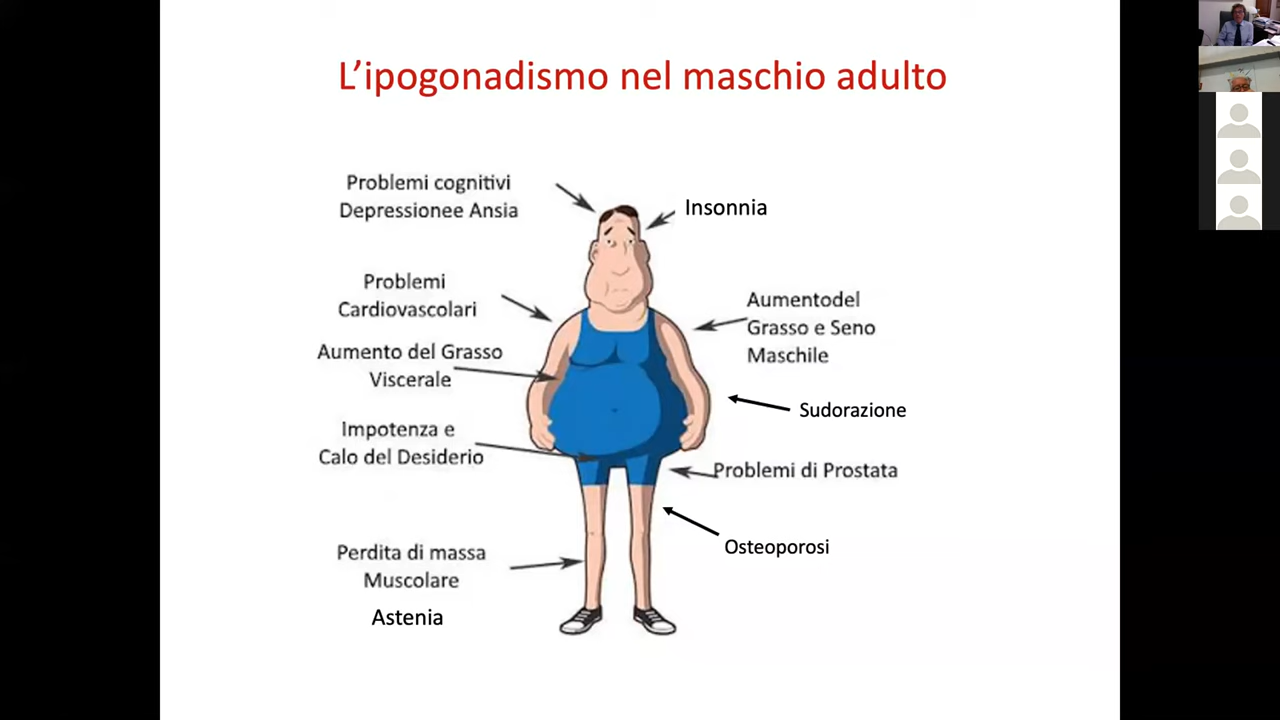 L'ipogonadismo nel maschio adulto
Problemi cognitivi
Depressionee Ansia
Insonnia
Problemi
Cardiovascolari
Aumentodel
Grasso e Seno
Maschile
Aumento del Grasso
Viscerale
Sudorazione
Impotenza e
Calo del Desiderio
Problemi di Prostata
Osteoporosi
Perdita di massa
Muscolare
Astenia